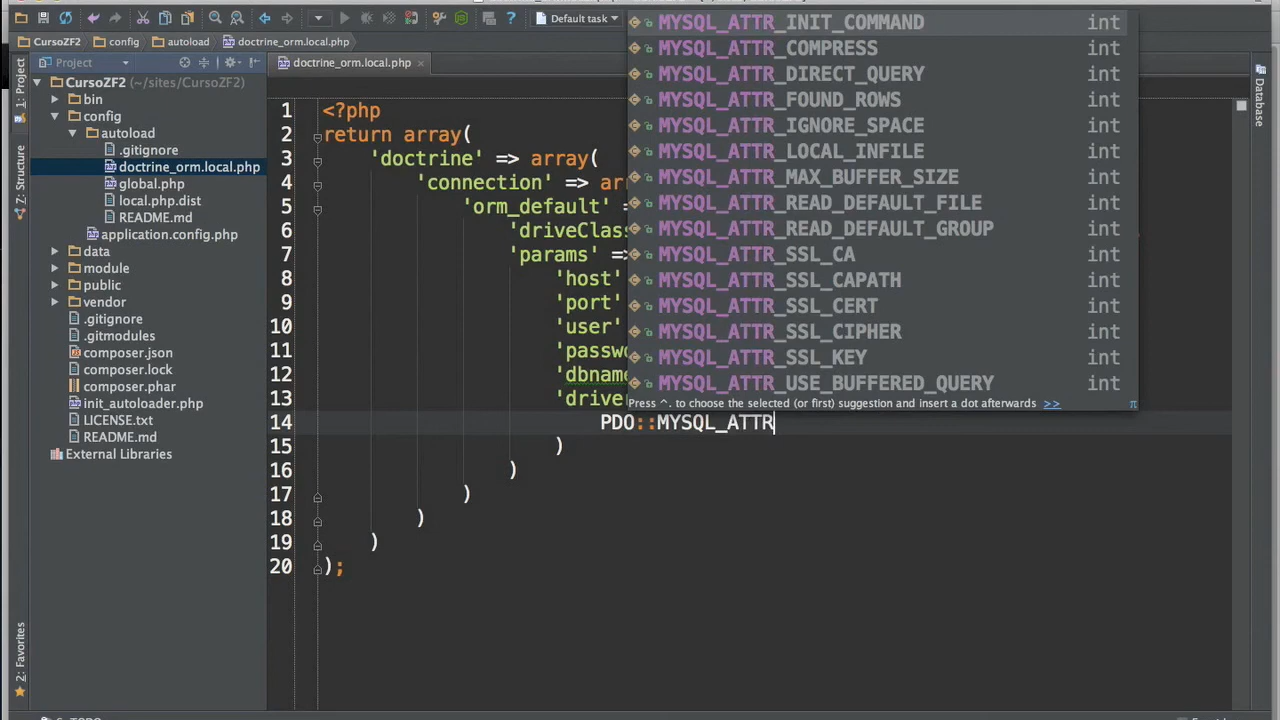 Default task
CursoZF2
config
autoload
doctrine_orm.local.php
Project
doctrine_orm.local.php
1: Project
Z: Structure
2: Favorites
Database
CursoZF2 (~/sites/CursoZF2)
bin
config
autoload
.gitignore
doctrine_orm.local.php
global.php
local.php.dist
README.md
application.config.php
data
module
public
vendor
.gitignore
.gitmodules
composer.json
composer.lock
composer.phar
init_autoloader.php
LICENSE.txt
README.md
External Libraries
1 <?php
2 return array(
3 'doctrine' => array(
4 'connection' => arr
5 'orm_default' =
6 'driveClass
7 'params' =>
8 'host'
9 'port'
10 'user'
11 'passwo
12 'dbname
13 'drive
14 PDO::MYSQL_ATTR
15 )
16 )
17 )
18 )
19 )
20 );
MYSQL_ATTR_INIT_COMMAND int
MYSQL_ATTR_COMPRESS int
MYSQL_ATTR_DIRECT_QUERY int
MYSQL_ATTR_FOUND_ROWS int
MYSQL_ATTR_IGNORE_SPACE int
MYSQL_ATTR_LOCAL_INFILE int
MYSQL_ATTR_MAX_BUFFER_SIZE int
MYSQL_ATTR_READ_DEFAULT_FILE int
MYSQL_ATTR_READ_DEFAULT_GROUP int
MYSQL_ATTR_SSL_CA int
MYSQL_ATTR_SSL_CAPATH int
MYSQL_ATTR_SSL_CERT int
MYSQL_ATTR_SSL_CIPHER int
MYSQL_ATTR_SSL_KEY int
MYSQL_ATTR_USE_BUFFERED_QUERY int
Press ^. to choose the selected (or first) suggestion and insert a dot afterwards >> π